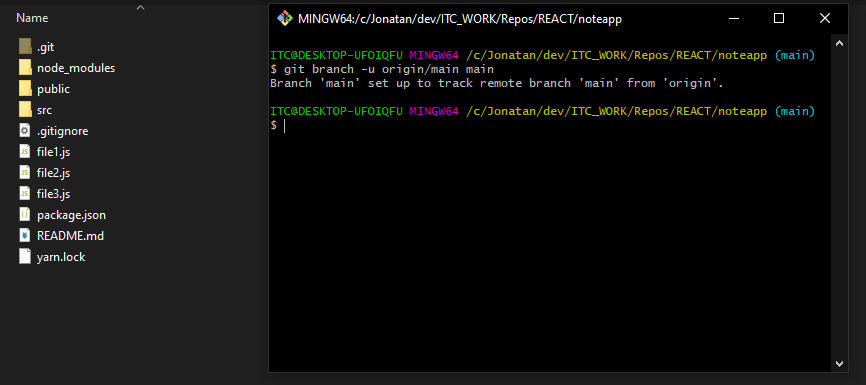 Name
.git
node_modules
public
src
.gitignore
file1.js
file2.js
file3.js
package.json
README.md
yarn.lock
MINGW64:/c/Jonatan/dev/ITC_WORK/Repos/REACT/noteapp
ITC@DESKTOP-UFOIQFU MINGW64 /c/Jonatan/dev/ITC_WORK/Repos/REACT/noteapp (main)
$ git branch -u origin/main main
Branch 'main' set up to track remote branch 'main' from 'origin'.
ITC@DESKTOP-UFOIQFU MINGW64 /c/Jonatan/dev/ITC_WORK/Repos/REACT/noteapp (main)
$